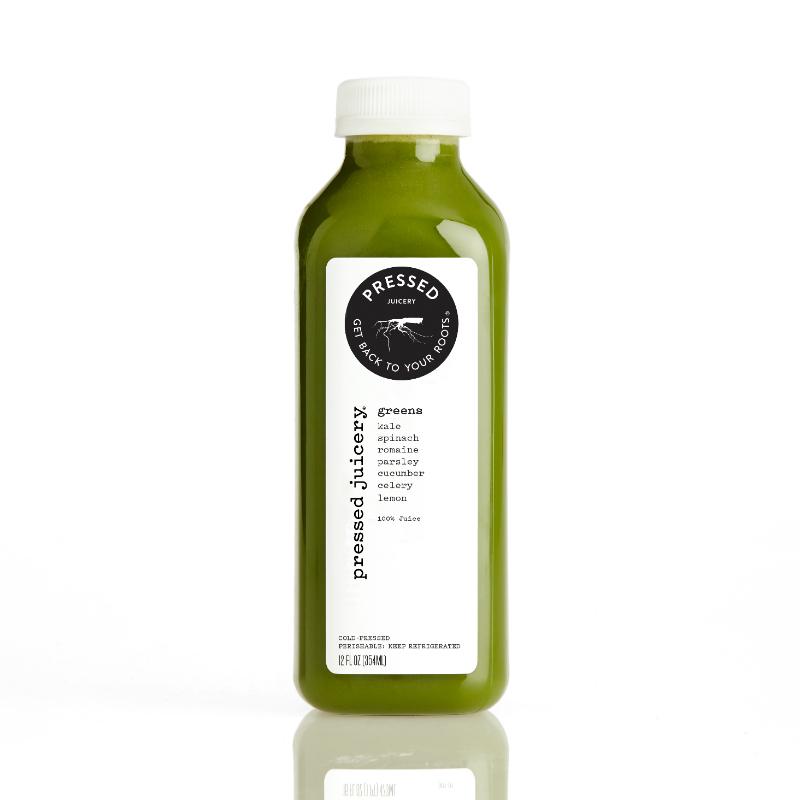 PRESSED
JUICERY
GET BACK TO YOUR ROOTS®
pressed juicery®
greens
kale
spinach
romaine
parsley
cucumber
celery
lemon
100% Juice
COLD-PRESSED
PERISHABLE: KEEP REFRIGERATED
12 FL OZ (354ML)